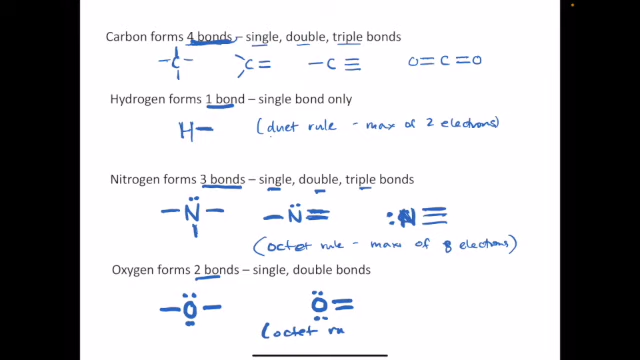 Carbon forms 4 bonds – single, double, triple bonds
–C– C= –C≡ O=C=O
Hydrogen forms 1 bond – single bond only
H– (duet rule - max of 2 electrons)
Nitrogen forms 3 bonds – single, double, triple bonds
–N– –N= :N≡
(octet rule - max of 8 electrons)
Oxygen forms 2 bonds – single, double bonds
–O– O=
(octet ru